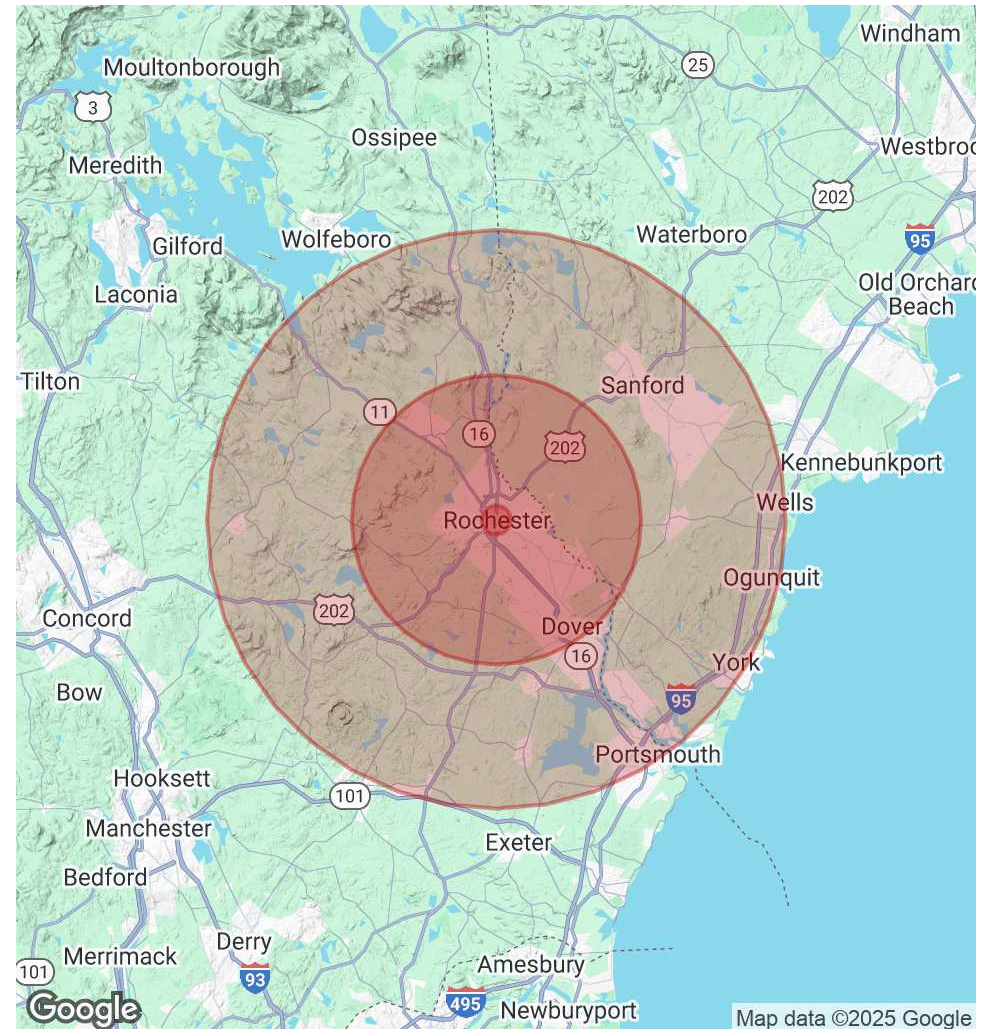 Windham
Moultonborough
25
3
Ossipee
Westbroo
Meredith
202
Wolfeboro
Waterboro
95
Gilford
Old Orchard
Beach
Laconia
Tilton
Sanford
11
16
202
Kennebunkport
Wells
Rochester
Ogunquit
202
Concord
Dover
16
York
Bow
95
Portsmouth
Hooksett
101
Manchester
Exeter
Bedford
Derry
Merrimack
Amesbury
101
93
495
Newburyport
Google
Map data ©2025 Google